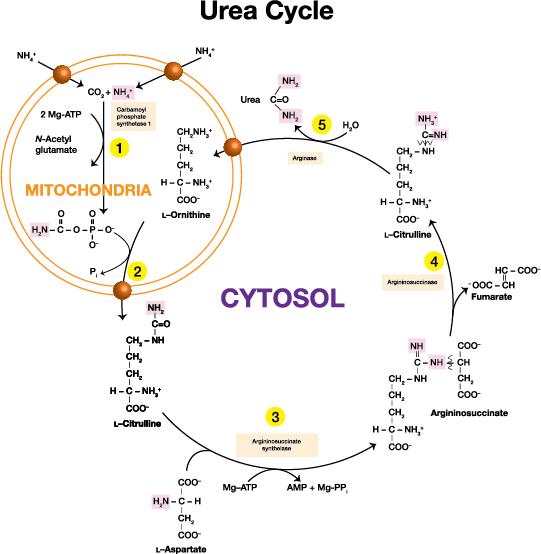 Urea Cycle
NH₄⁺
NH₄⁺
CO₂ + NH₄⁺
2 Mg-ATP
Carbamoyl
phosphate
synthetase 1
N-Acetyl
glutamate
1
MITOCHONDRIA
H₂N – C – O – P – O⁻
O
O
O⁻
Pᵢ
2
CH₂NH₃⁺
CH₂
CH₂
H – C – NH₃⁺
COO⁻
L–Ornithine
Urea
NH₂
C=O
NH₂
5
H₂O
Arginase
NH₃⁺
C=NH
CH₂ – NH
CH₂
CH₂
H – C – NH₃⁺
COO⁻
L–Citrulline
CYTOSOL
4
Argininosuccinase
COO⁻
CH
CH
⁻OOC
Fumarate
NH₂
C=O
CH₂ – NH
CH₂
CH₂
H – C – NH₃⁺
COO⁻
L–Citrulline
3
Argininosuccinate
synthelase
Mg–ATP
AMP + Mg-PPᵢ
COO⁻
H₂N – C – H
CH₂
COO⁻
L–Aspartate
NH
C – NH
CH₂ – NH
CH₂
CH₂
H – C – NH₃⁺
COO⁻
COO⁻
CH
CH₂
COO⁻
Argininosuccinate